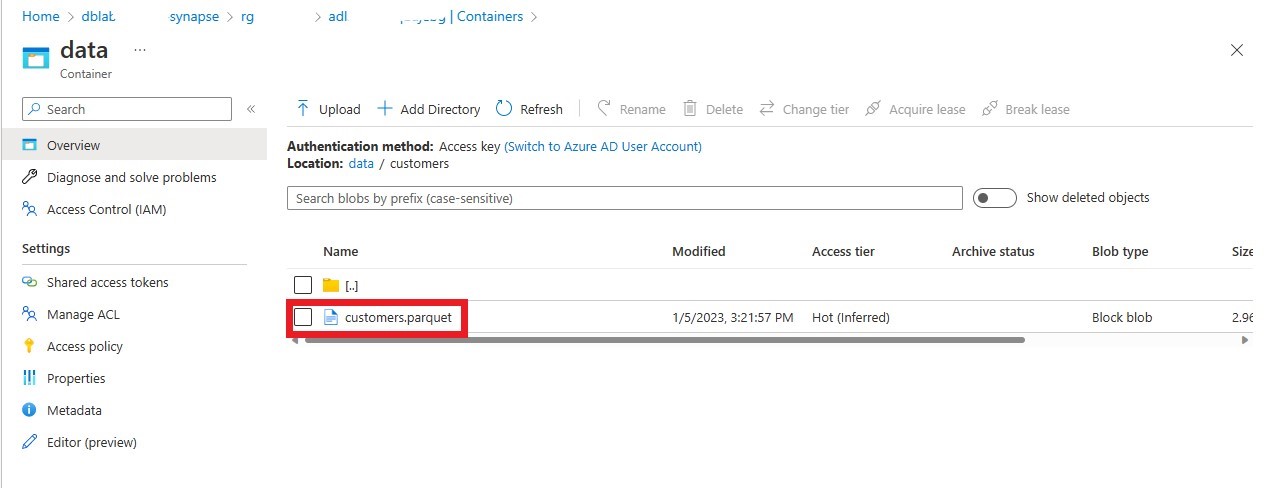 Home > dblab synapse > rg > adl | Containers >
data ...
Container
Search «
Overview
Diagnose and solve problems
Access Control (IAM)
Settings
Shared access tokens
Manage ACL
Access policy
Properties
Metadata
Editor (preview)
Upload Add Directory Refresh Rename Delete Change tier Acquire lease Break lease
Authentication method: Access key (Switch to Azure AD User Account)
Location: data / customers
Search blobs by prefix (case-sensitive) Show deleted objects
Name Modified Access tier Archive status Blob type Size
[..]
customers.parquet 1/5/2023, 3:21:57 PM Hot (Inferred) Block blob 2.96